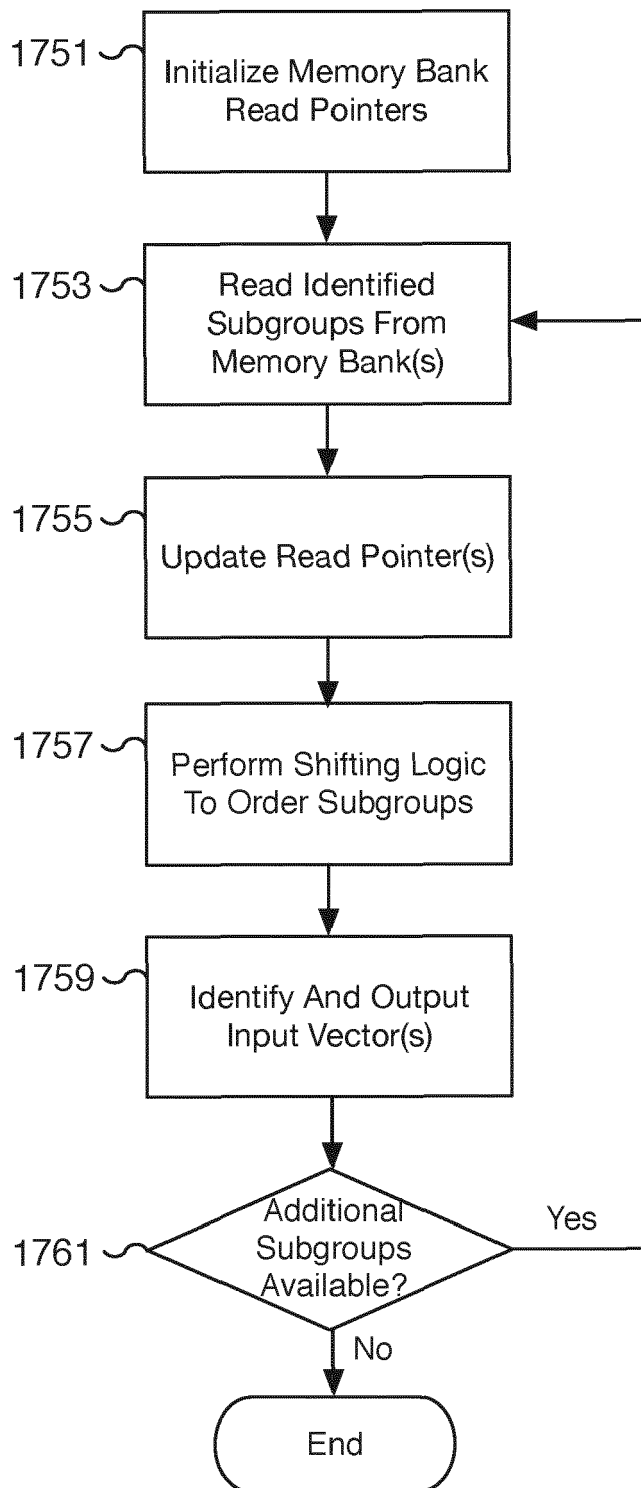 1751
Initialize Memory Bank
Read Pointers
1753
Read Identified
Subgroups From
Memory Bank(s)
1755
Update Read Pointer(s)
1757
Perform Shifting Logic
To Order Subgroups
1759
Identify And Output
Input Vector(s)
1761
Additional
Subgroups
Available?
Yes
No
End